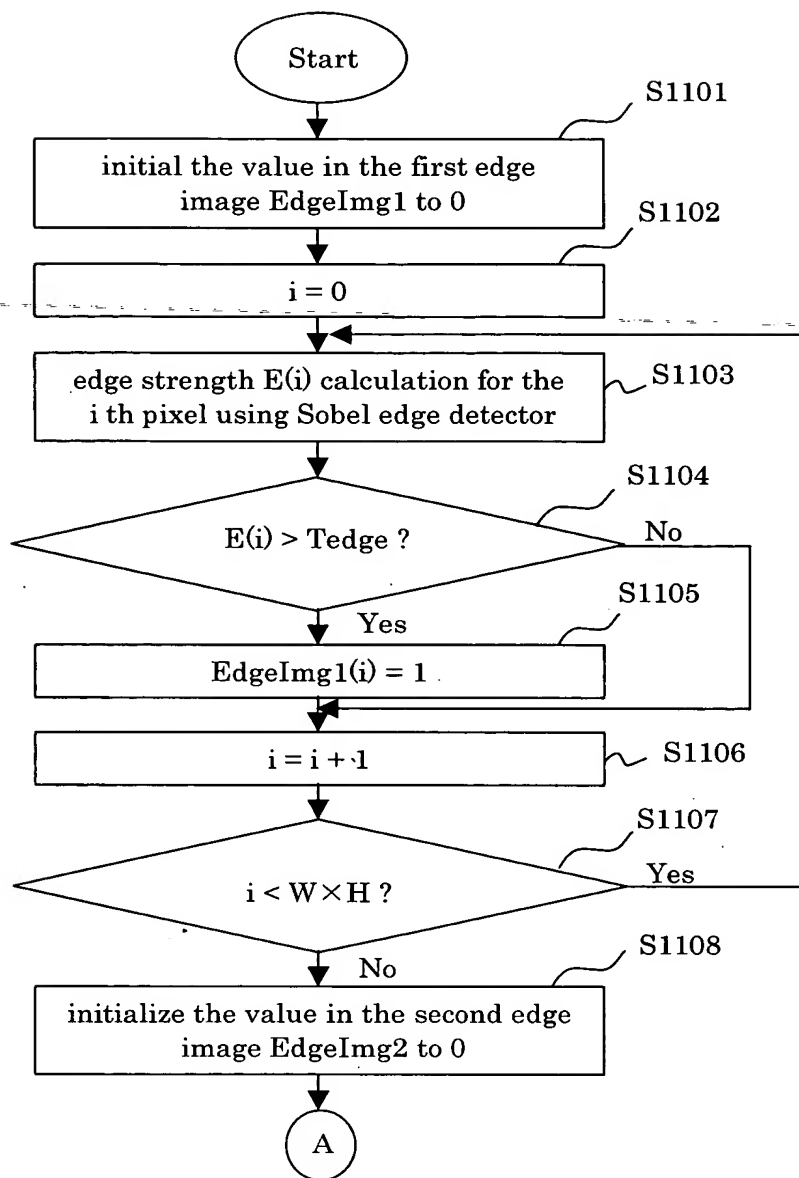 Start
S1101
initial the value in the first edge
image EdgeImg1 to 0
S1102
i = 0
edge strength E(i) calculation for the
i th pixel using Sobel edge detector
S1103
S1104
E(i) > Tedge ?
No
Yes
S1105
EdgeImg1(i) = 1
i = i + 1
S1106
S1107
i < W×H ?
Yes
No
S1108
initialize the value in the second edge
image EdgeImg2 to 0
A